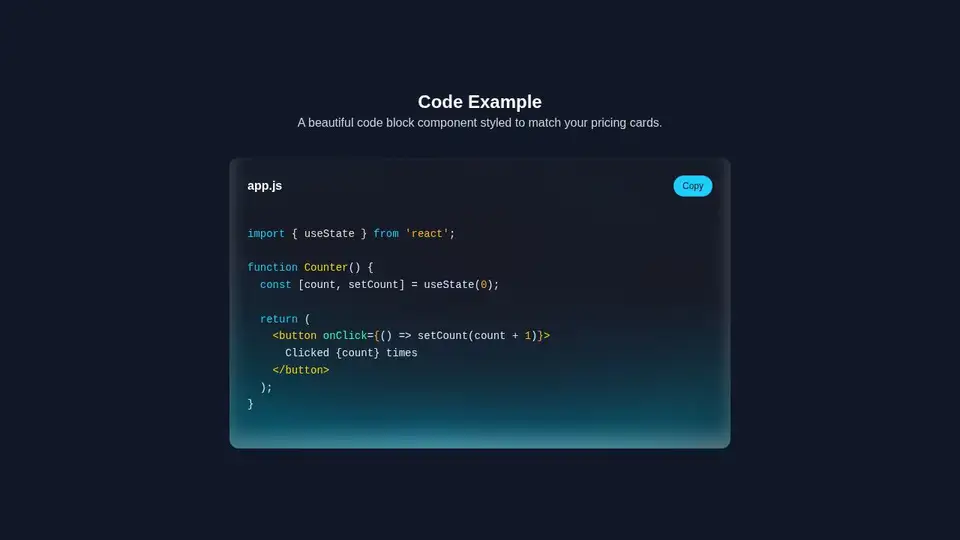 Code Example
A beautiful code block component styled to match your pricing cards.
app.js
Copy
import { useState } from 'react';
function Counter() {
  const [count, setCount] = useState(0);
  return (
    <button onClick={() => setCount(count + 1)}>
      Clicked {count} times
    </button>
  );
}